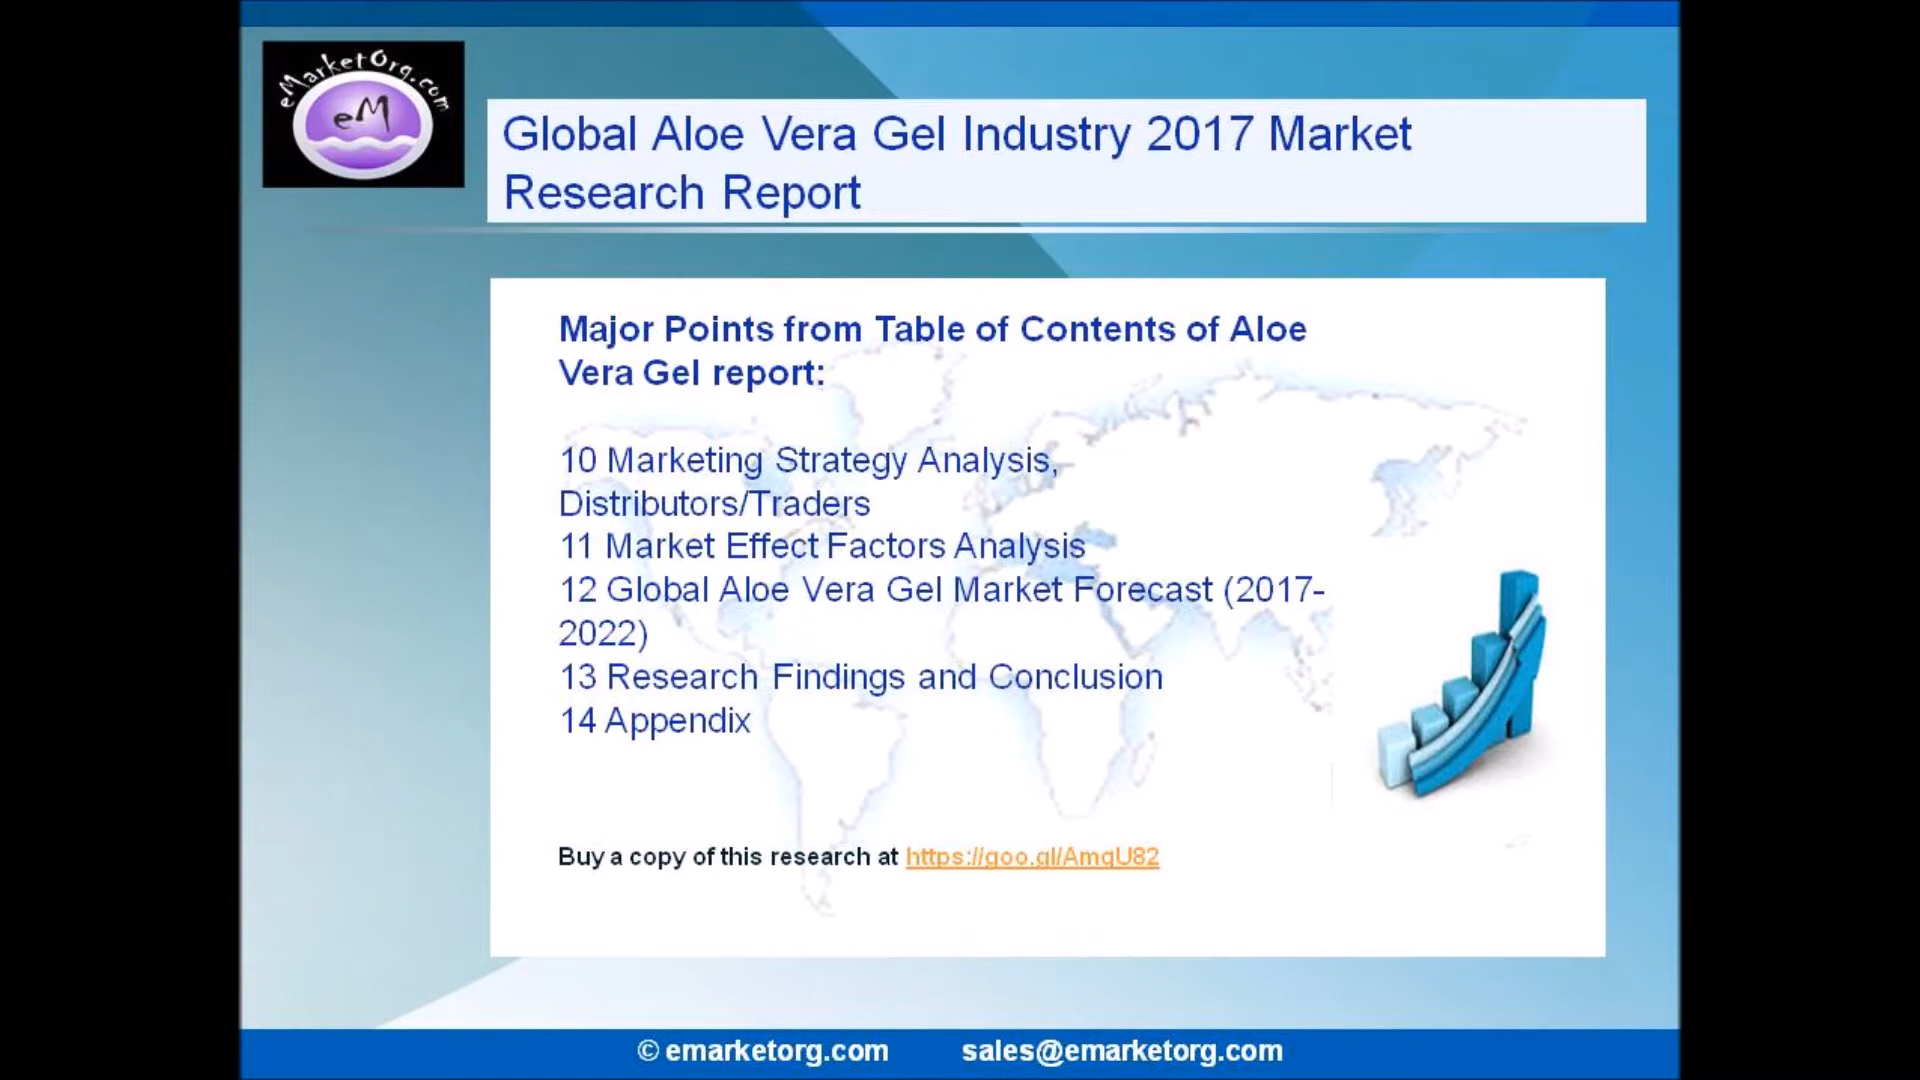 eMarketOrg.com
eM
Global Aloe Vera Gel Industry 2017 Market
Research Report
Major Points from Table of Contents of Aloe
Vera Gel report:
10 Marketing Strategy Analysis,
Distributors/Traders
11 Market Effect Factors Analysis
12 Global Aloe Vera Gel Market Forecast (2017-
2022)
13 Research Findings and Conclusion
14 Appendix
Buy a copy of this research at https://goo.gl/AmqU82
© emarketorg.com sales@emarketorg.com